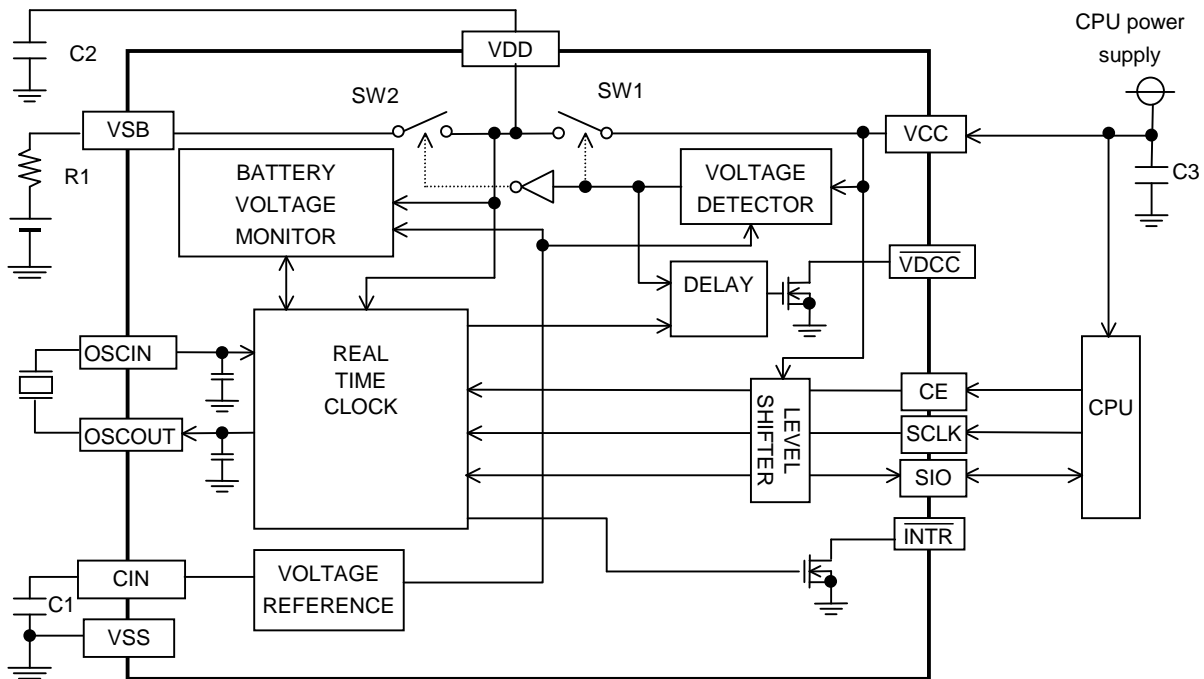 CPU power
supply
C2
VDD
SW2
SW1
VSB
VCC
R1
C3
BATTERY
VOLTAGE
MONITOR
VOLTAGE
DETECTOR
VDCC
DELAY
OSCIN
REAL
TIME
CLOCK
OSCOUT
LEVEL
SHIFTER
CE
SCLK
SIO
CPU
INTR
CIN
VOLTAGE
REFERENCE
C1
VSS